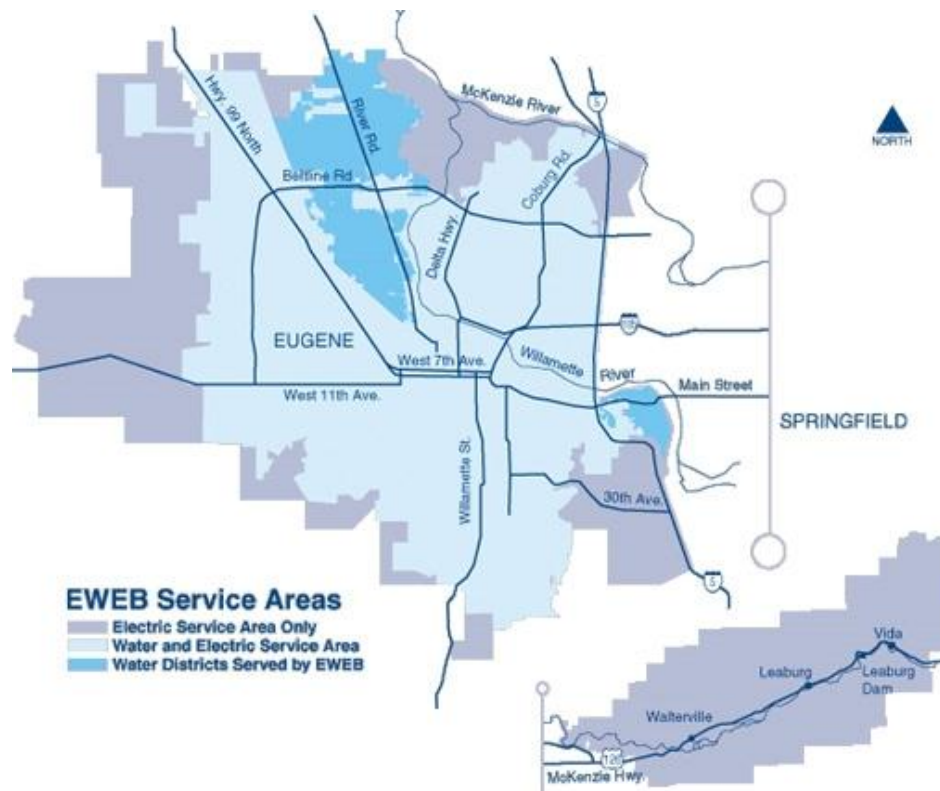 McKenzie River
5
Hwy. 99 North
River Rd.
NORTH
Beltline Rd.
Coburg Rd.
Delta Hwy.
EUGENE
West 7th Ave.
Willamette
River
Main Street
West 11th Ave.
SPRINGFIELD
Willamette St.
30th Ave.
5
EWEB Service Areas
Electric Service Area Only
Water and Electric Service Area
Water Districts Served by EWEB
Vida
Leaburg
Leaburg
Dam
Walterville
126
McKenzie Hwy.